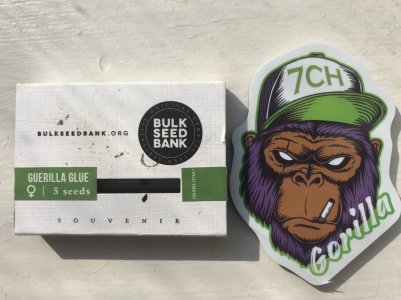 BULKSEEDBANK.ORG
BULK
SEED
BANK
GUERILLA GLUE
♀ | 5 seeds
SOUVENIR
7CH
Gorilla